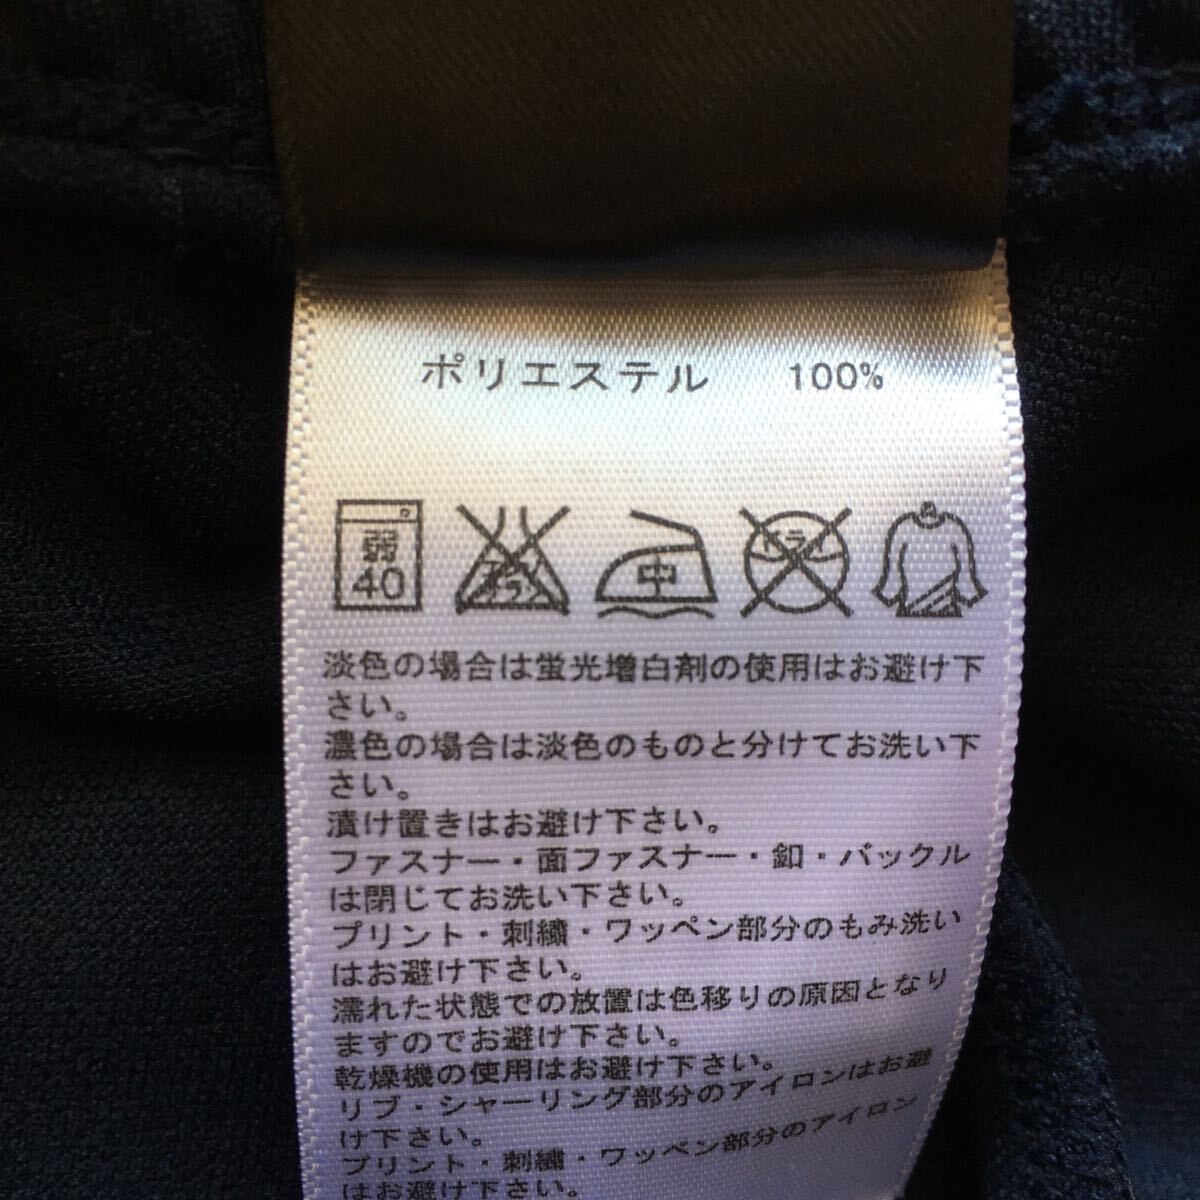 ポリエステル 100%
弱
40
エンソ
サラシ
中
ドライ
淡色の場合は蛍光増白剤の使用はお避け下
さい。
濃色の場合は淡色のものと分けてお洗い下
さい。
漬け置きはお避け下さい。
ファスナー・面ファスナー・釦・バックル
は閉じてお洗い下さい。
プリント・刺繍・ワッペン部分のもみ洗い
はお避け下さい。
濡れた状態での放置は色移りの原因となり
ますのでお避け下さい。
乾燥機の使用はお避け下さい。
リブ・シャーリング部分のアイロンはお避
け下さい。
プリント・刺繍・ワッペン部分のアイロン
はお避け下さい。